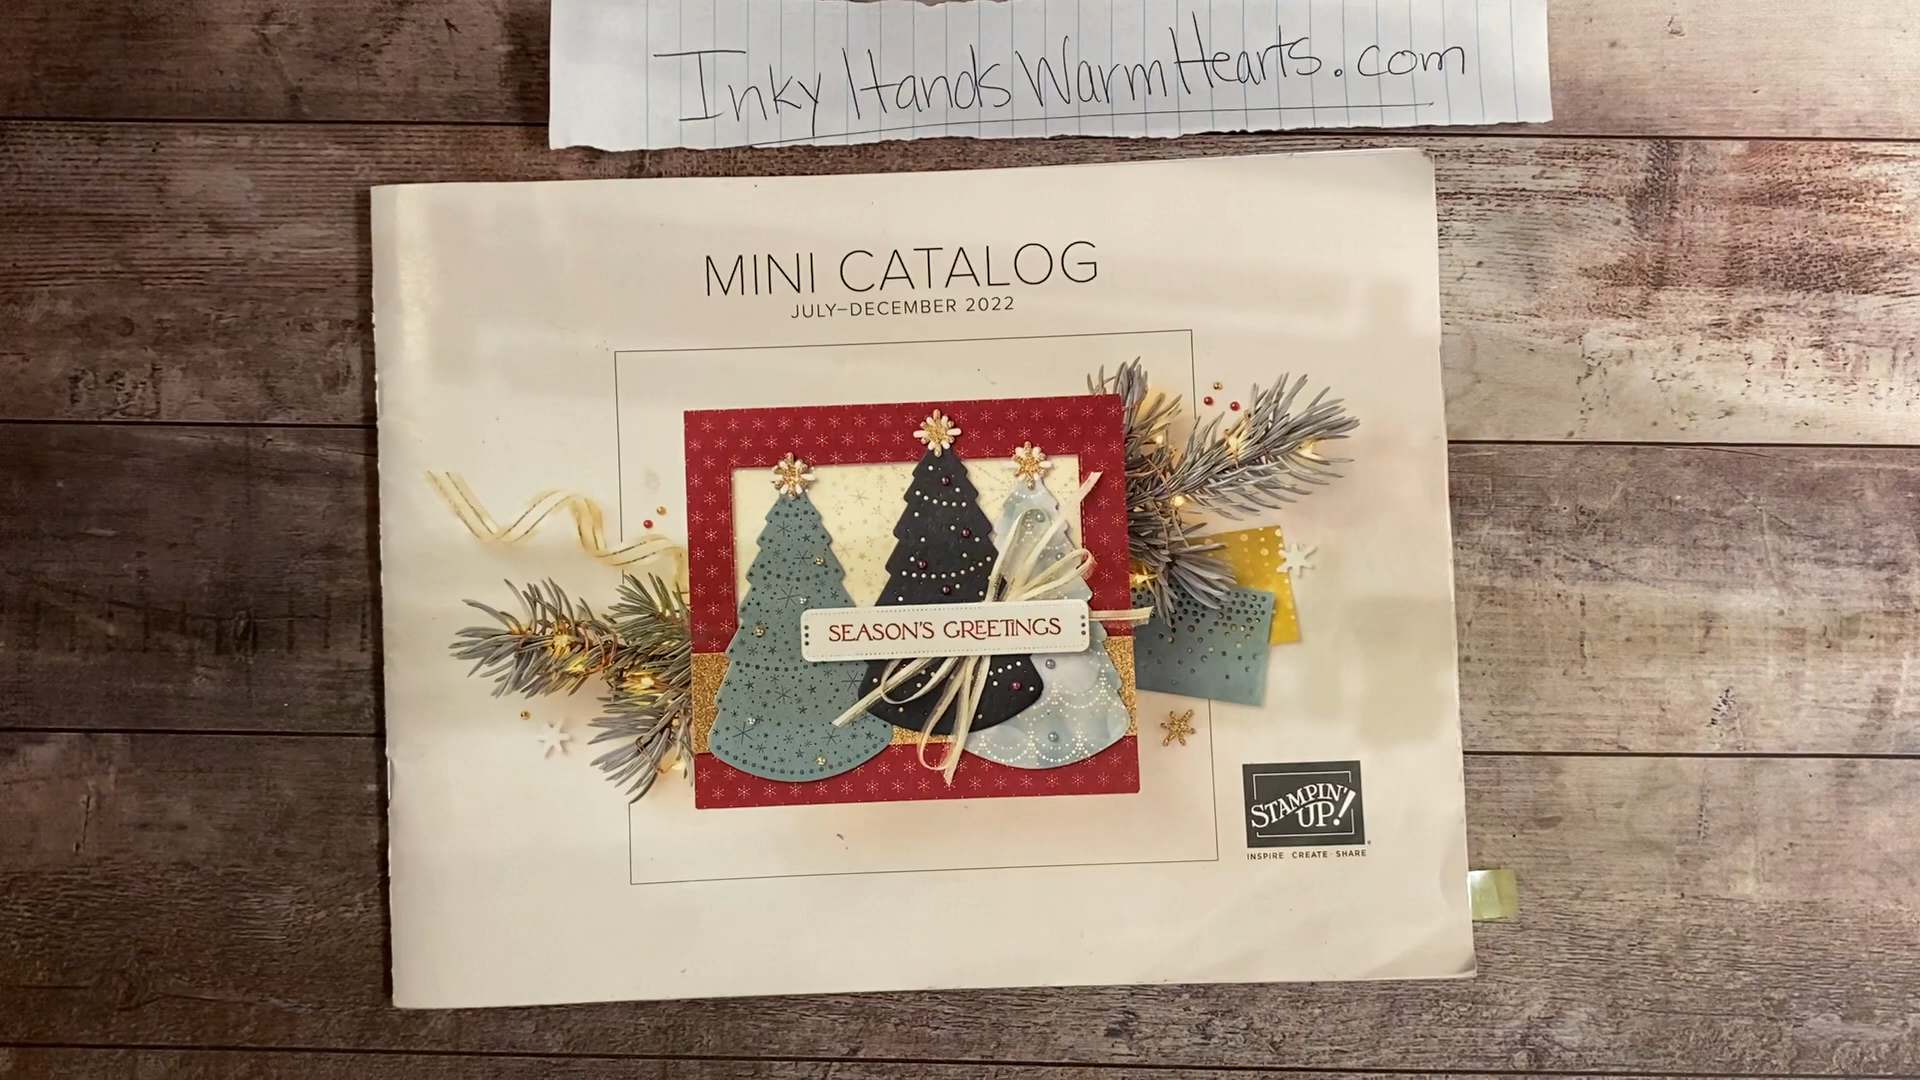 InkyHandsWarmHearts.com
MINI CATALOG
JULY–DECEMBER 2022
SEASON'S GREETINGS
STAMPIN'
UP!
INSPIRE CREATE SHARE